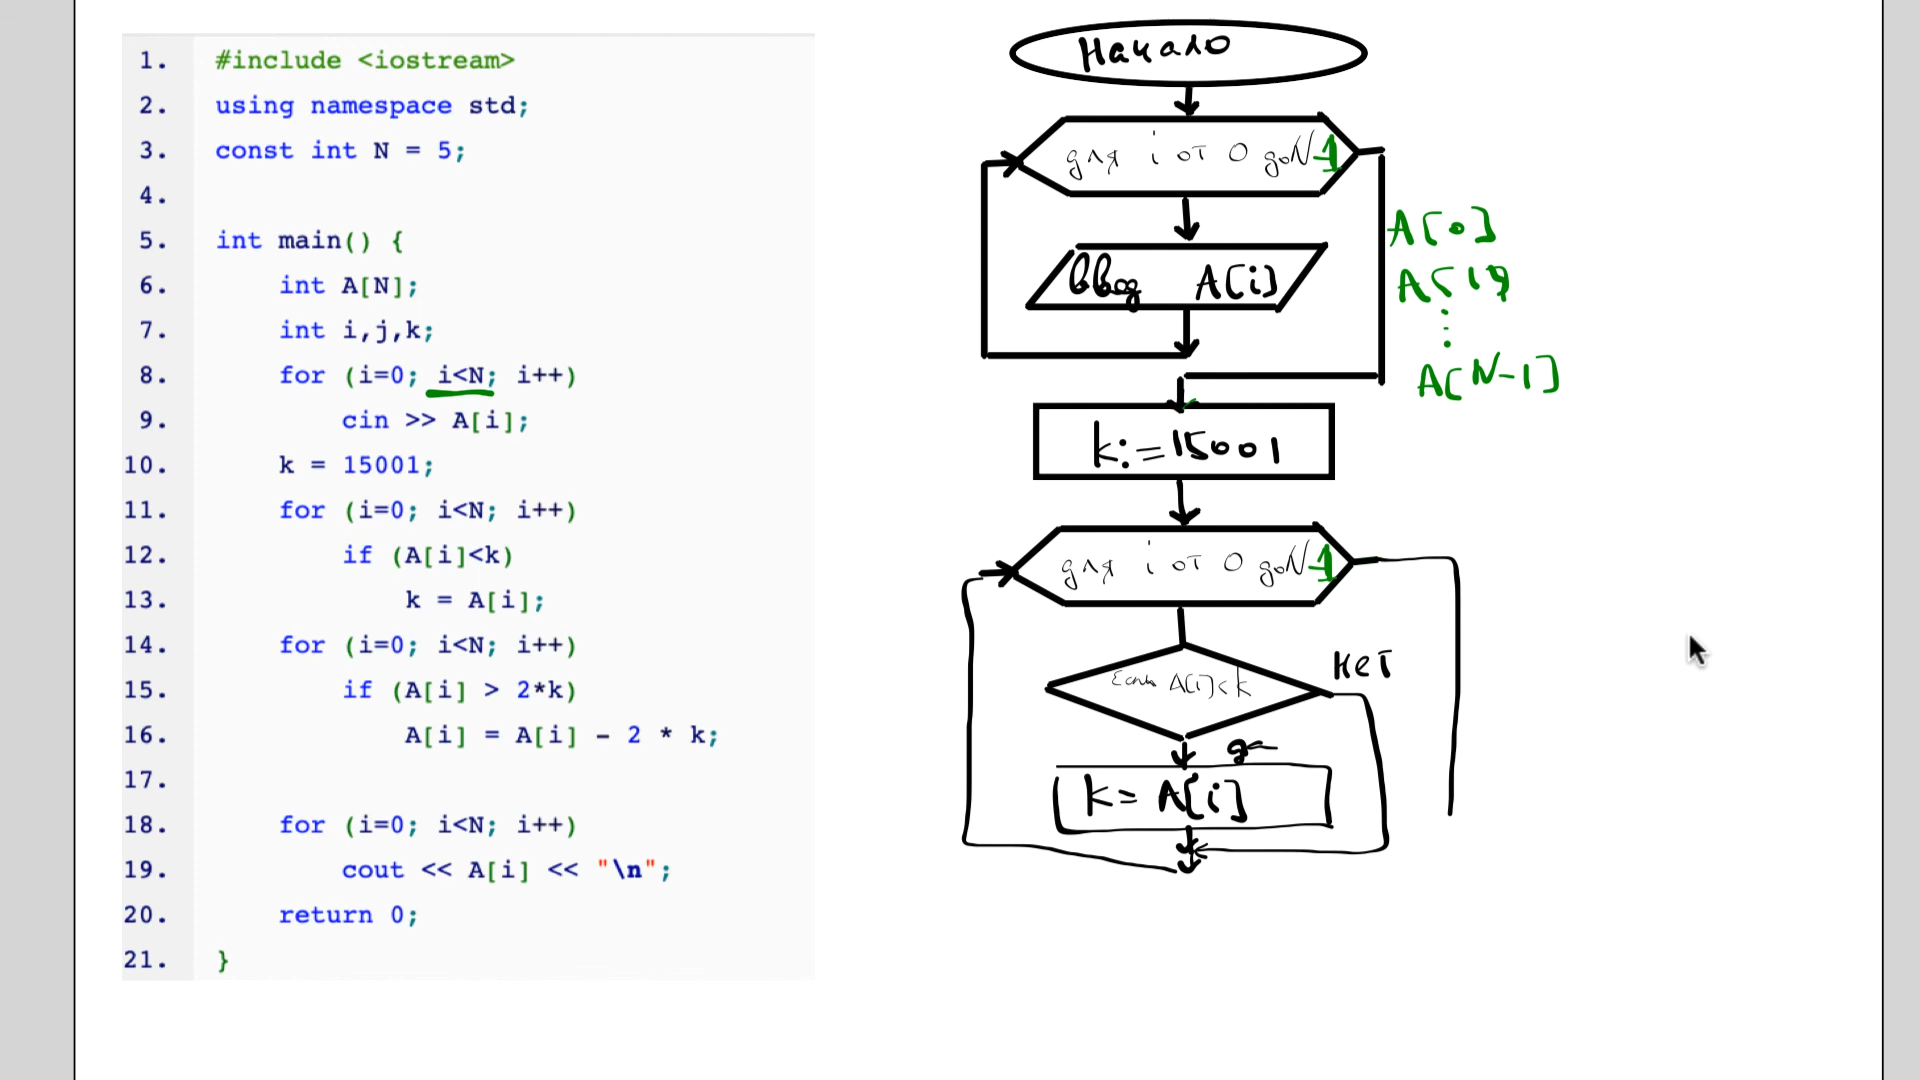 1. #include <iostream>
2. using namespace std;
3. const int N = 5;
4.
5. int main() {
6. int A[N];
7. int i,j,k;
8. for (i=0; i<N; i++)
9. cin >> A[i];
10. k = 15001;
11. for (i=0; i<N; i++)
12. if (A[i]<k)
13. k = A[i];
14. for (i=0; i<N; i++)
15. if (A[i] > 2*k)
16. A[i] = A[i] - 2 * k;
17.
18. for (i=0; i<N; i++)
19. cout << A[i] << "\n";
20. return 0;
21. }
Начало
для i от 0 до N-1
ввод A[i]
A[0]
A[1]
⋮
A[N-1]
k:=15001
для i от 0 до N-1
Если A[i]<k
нет
да
k= A[i]